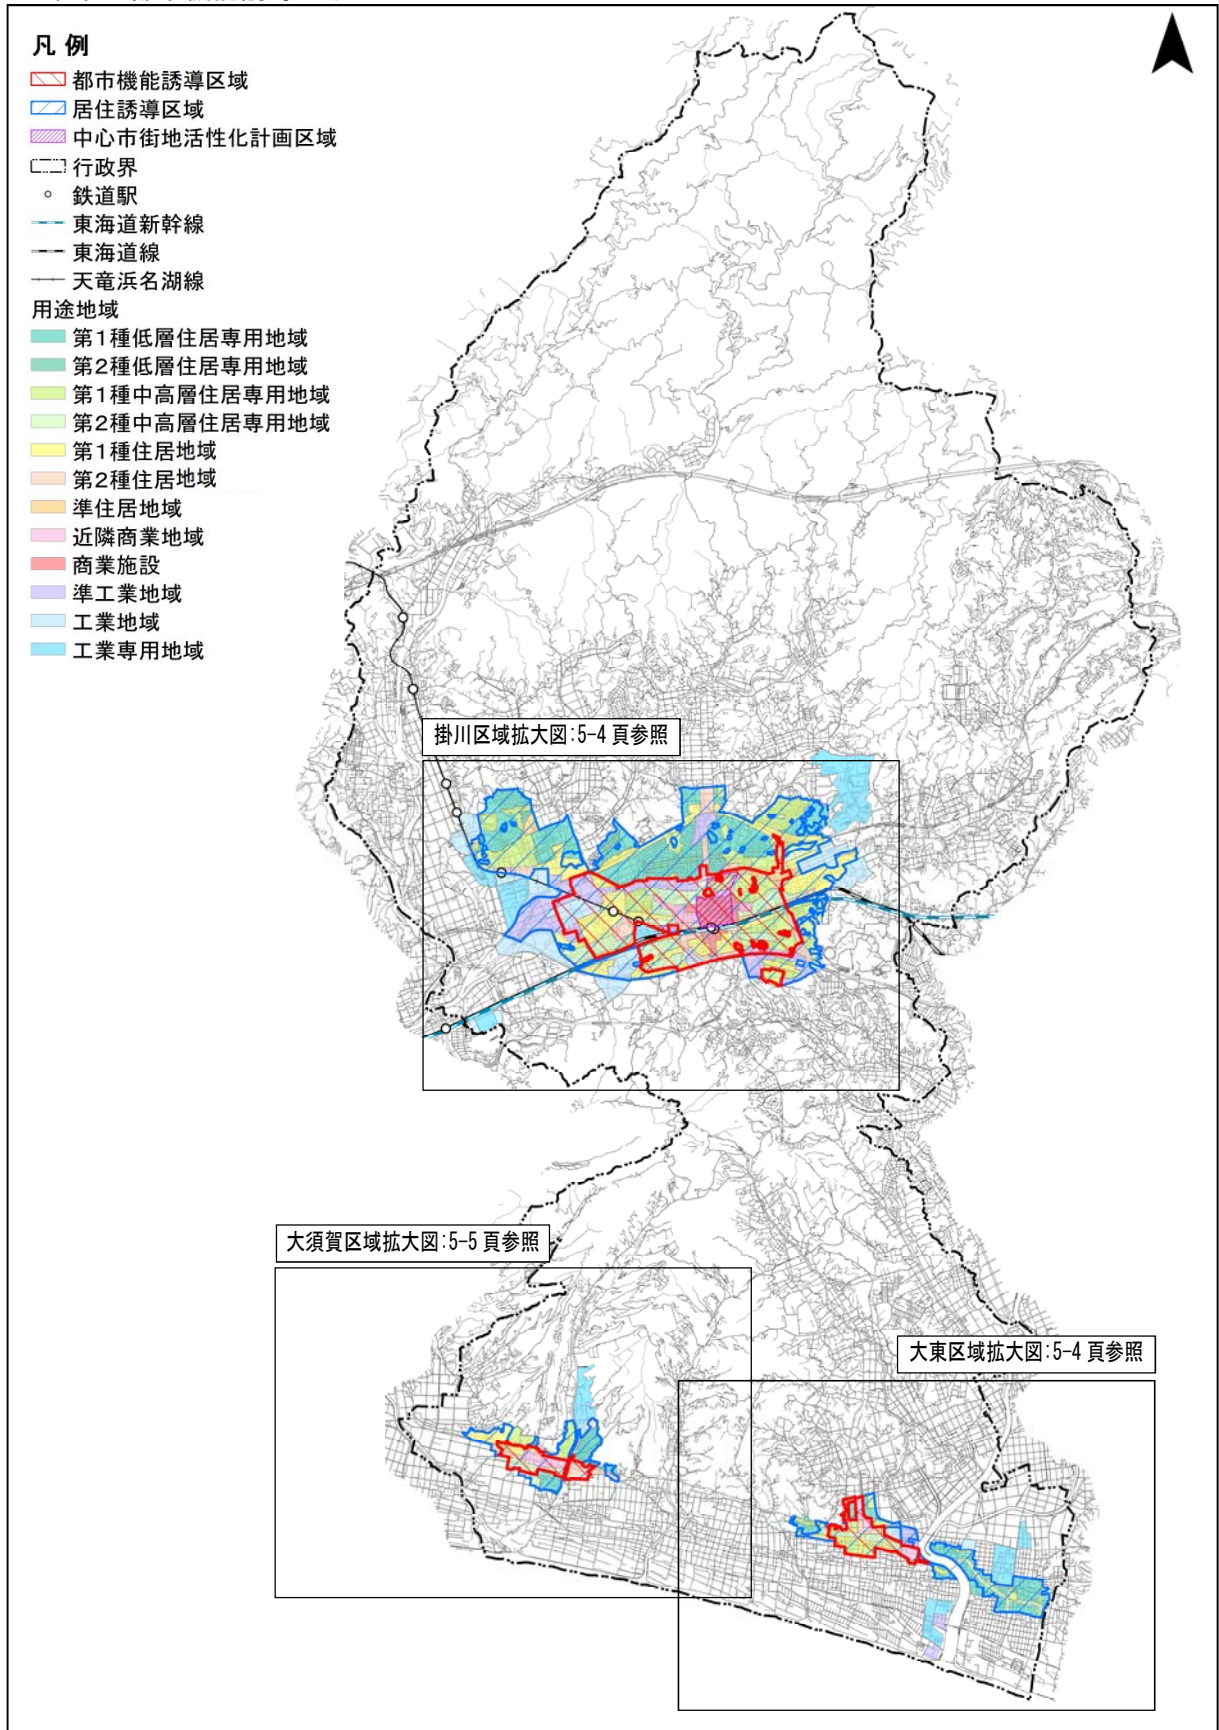 凡 例
都市機能誘導区域
居住誘導区域
中心市街地活性化計画区域
行政界
鉄道駅
東海道新幹線
東海道線
天竜浜名湖線
用途地域
第1種低層住居専用地域
第2種低層住居専用地域
第1種中高層住居専用地域
第2種中高層住居専用地域
第1種住居地域
第2種住居地域
準住居地域
近隣商業地域
商業施設
準工業地域
工業地域
工業専用地域
掛川区域拡大図:5-4 頁参照
大須賀区域拡大図:5-5 頁参照
大東区域拡大図:5-4 頁参照